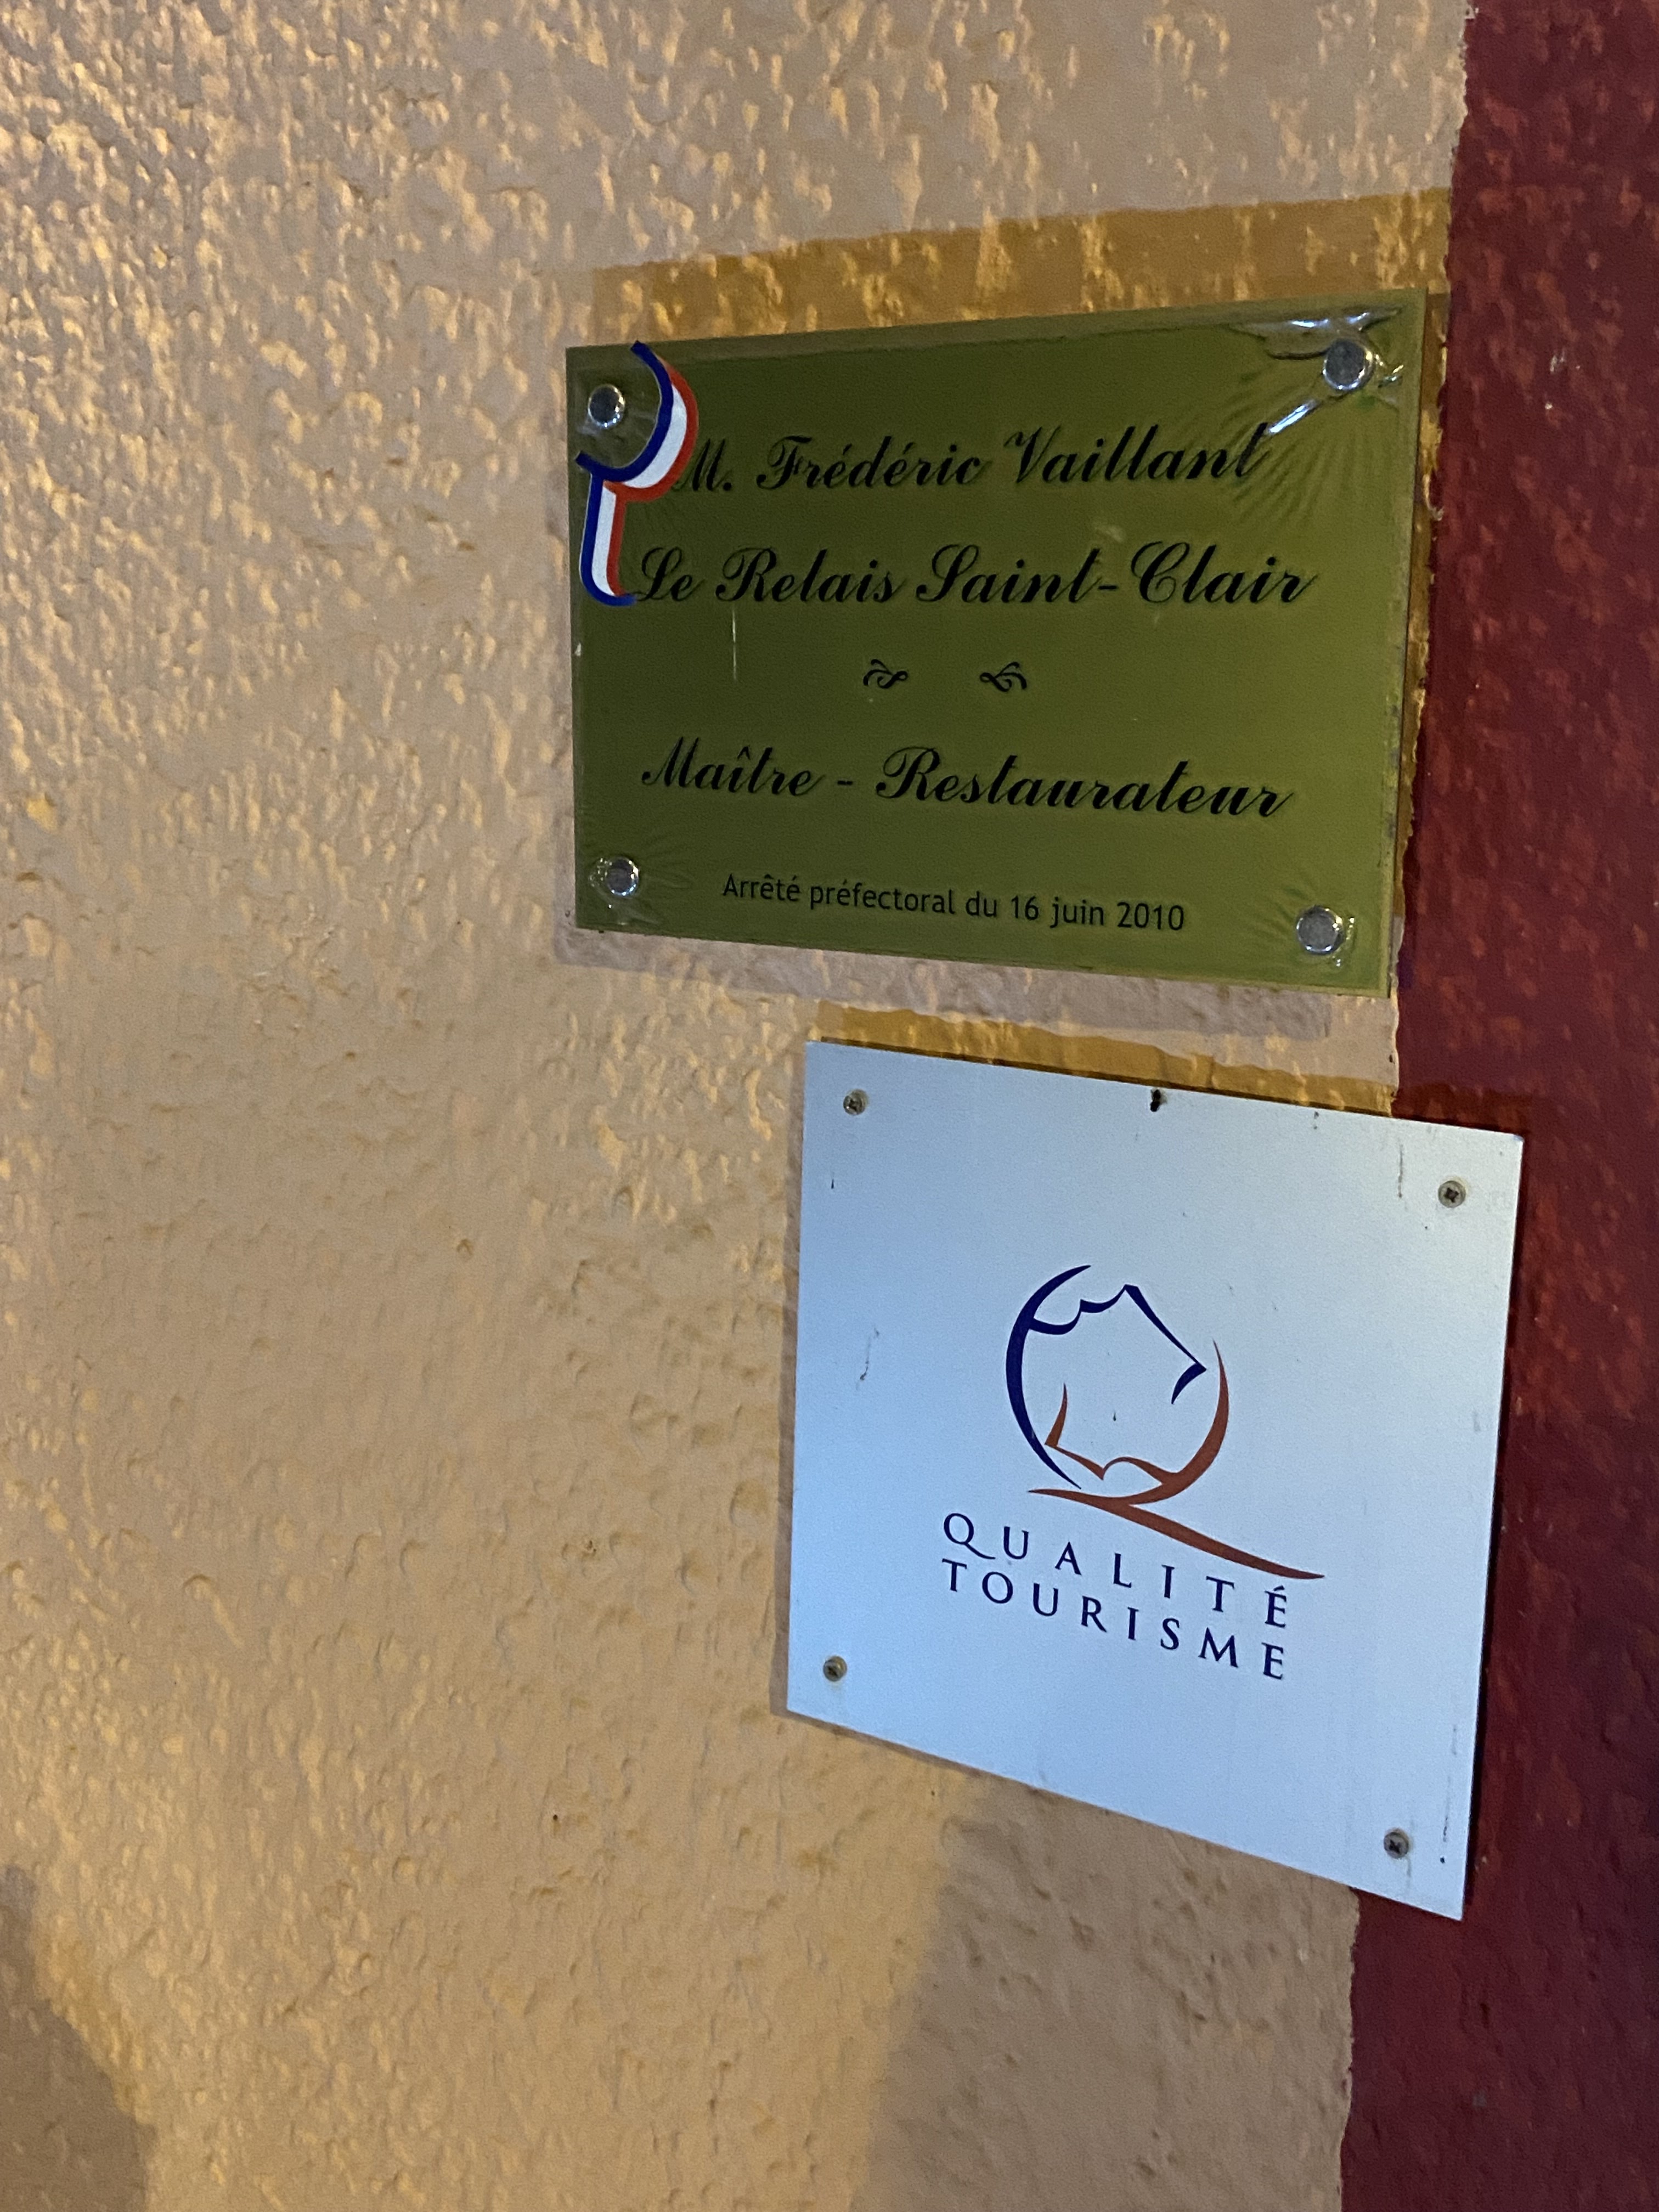 M. Frédéric Vaillant
Le Relais Saint-Clair
Maître - Restaurateur
Arrêté préfectoral du 16 juin 2010
QUALITÉ
TOURISME